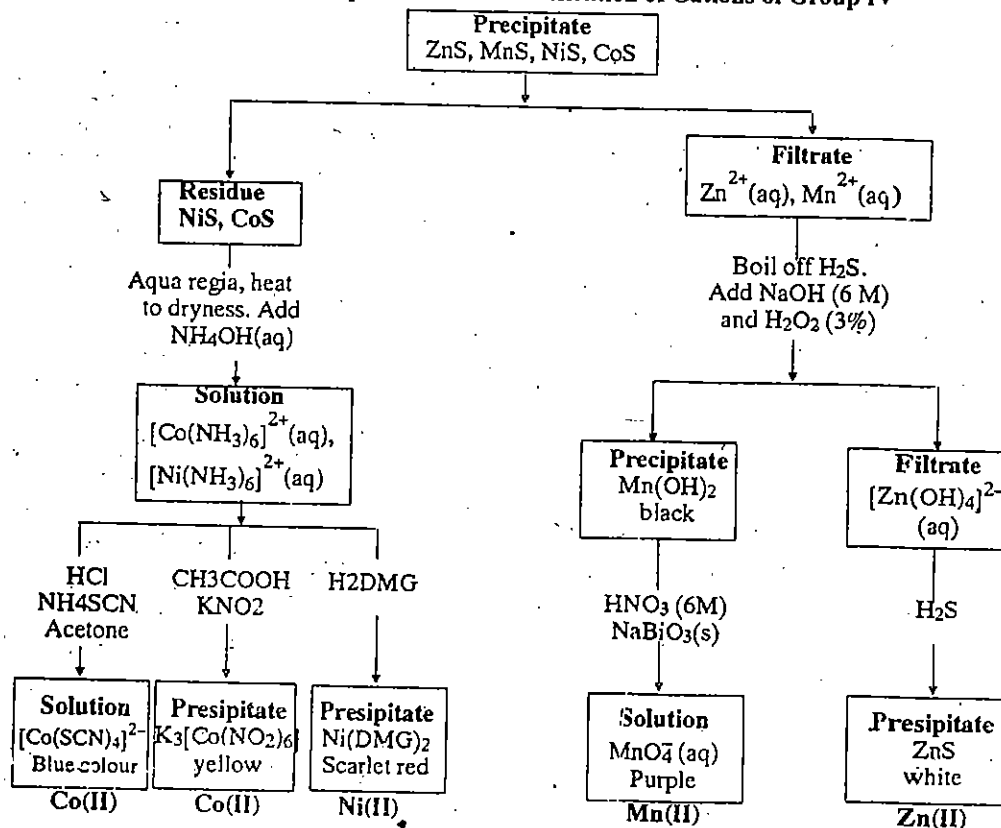 of Cations of Group IV
Precipitate
ZnS, MnS, NiS, CoS
Residue
NiS, CoS
Filtrate
Zn²⁺(aq), Mn²⁺(aq)
Aqua regia, heat
to dryness. Add
NH₄OH(aq)
Boil off H₂S.
Add NaOH (6 M)
and H₂O₂ (3%)
Solution
[Co(NH₃)₆]²⁺(aq),
[Ni(NH₃)₆]²⁺(aq)
Precipitate
Mn(OH)₂
black
Filtrate
[Zn(OH)₄]²⁻
(aq)
HCl
NH4SCN
Acetone
CH3COOH
KNO2
H2DMG
HNO₃ (6M)
NaBiO₃(s)
H₂S
Solution
[Co(SCN)₄]²⁻
Blue colour
Co(II)
Presipitate
K₃[Co(NO₂)₆]
yellow
Co(II)
Presipitate
Ni(DMG)₂
Scarlet red
Ni(II)
Solution
MnO₄⁻(aq)
Purple
Mn(II)
Presipitate
ZnS
white
Zn(II)